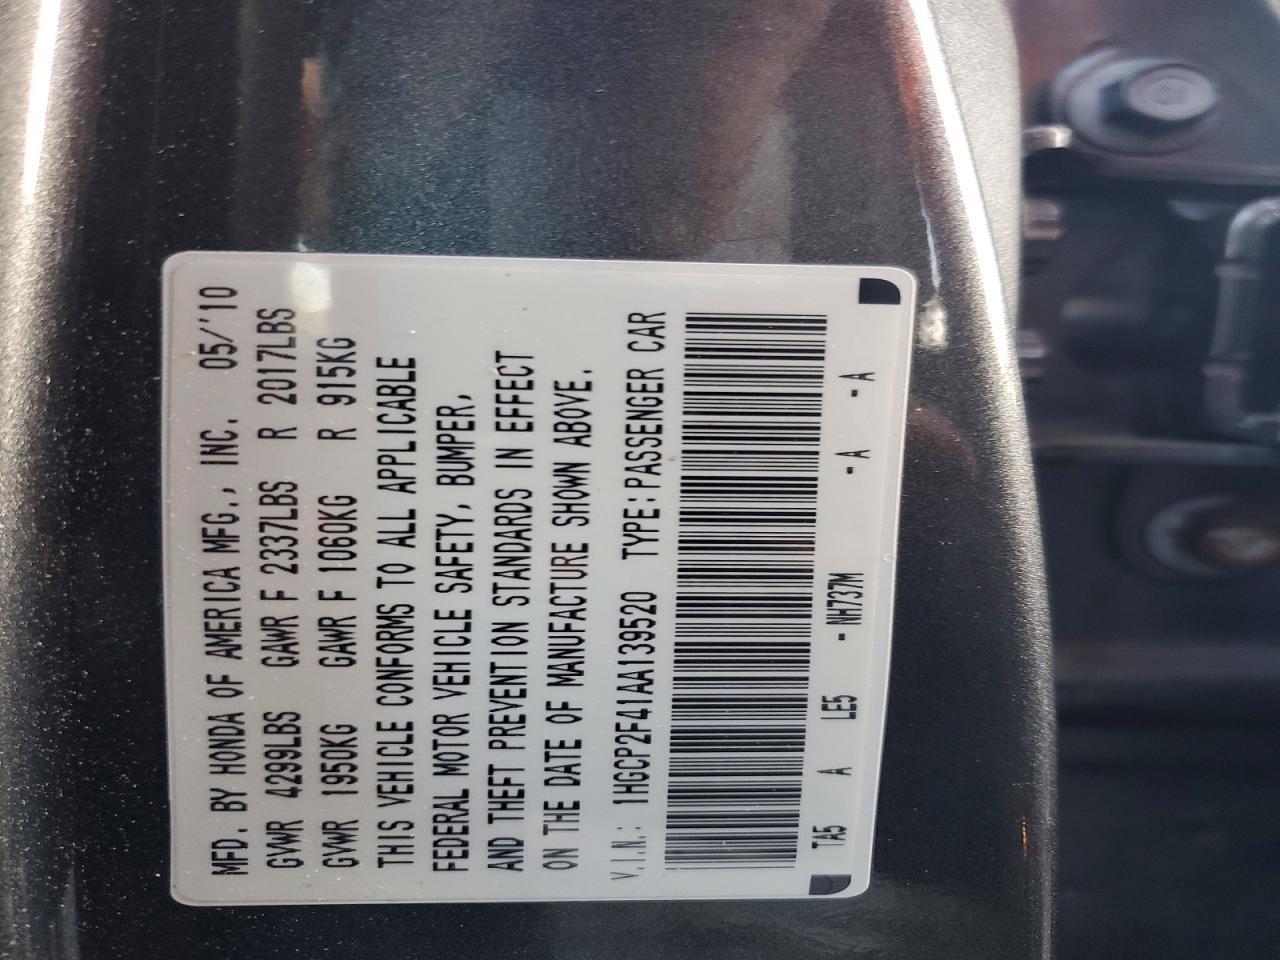 MFD. BY HONDA OF AMERICA MFG., INC. 05/'10
GVWR 4299LBS GAWR F 2337LBS R 2017LBS
GVWR 1950KG GAWR F 1060KG R 915KG
THIS VEHICLE CONFORMS TO ALL APPLICABLE
FEDERAL MOTOR VEHICLE SAFETY, BUMPER,
AND THEFT PREVENTION STANDARDS IN EFFECT
ON THE DATE OF MANUFACTURE SHOWN ABOVE.
V.I.N.: 1HGCP2F41AA139520 TYPE:PASSENGER CAR
TA5 A LE5 - NH737M -A -A